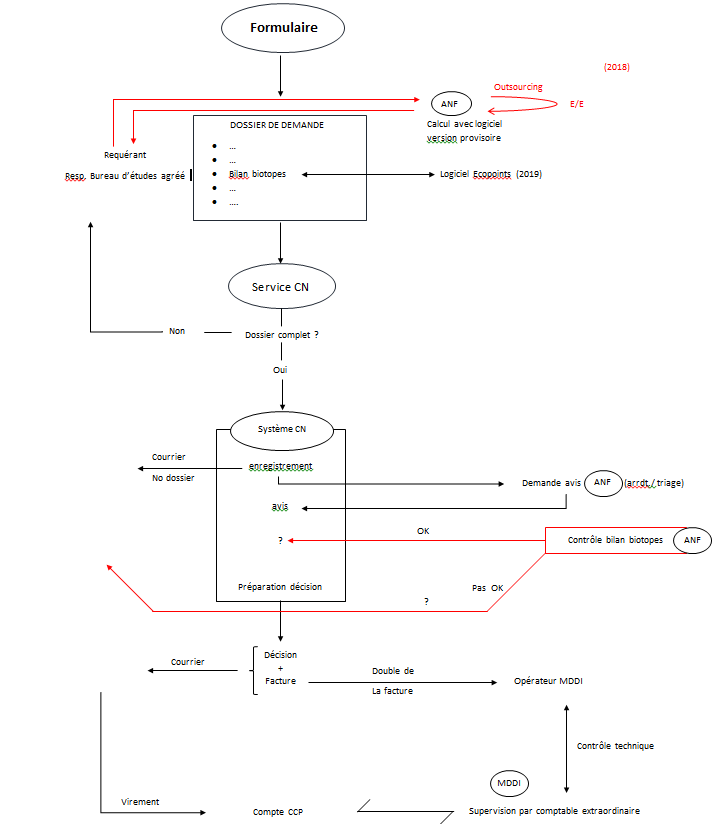 Formulaire
(2018)
Outsourcing
ANF
E/E
Calcul avec logiciel
version provisoire
DOSSIER DE DEMANDE
• ...
• ...
• Bilan biotopes
• ...
• ....
Requérant
Resp. Bureau d'études agréé
Logiciel Ecopoints (2019)
Service CN
Non
Dossier complet ?
Oui
Système CN
Courrier
No dossier
enregistrement
Demande avis ANF (arrdt./triage)
avis
OK
?
Contrôle bilan biotopes ANF
Préparation décision
Pas OK
?
Courrier
Décision
+
Facture
Double de
La facture
Opérateur MDDI
Contrôle technique
MDDI
Virement
Compte CCP
Supervision par comptable extraordinaire